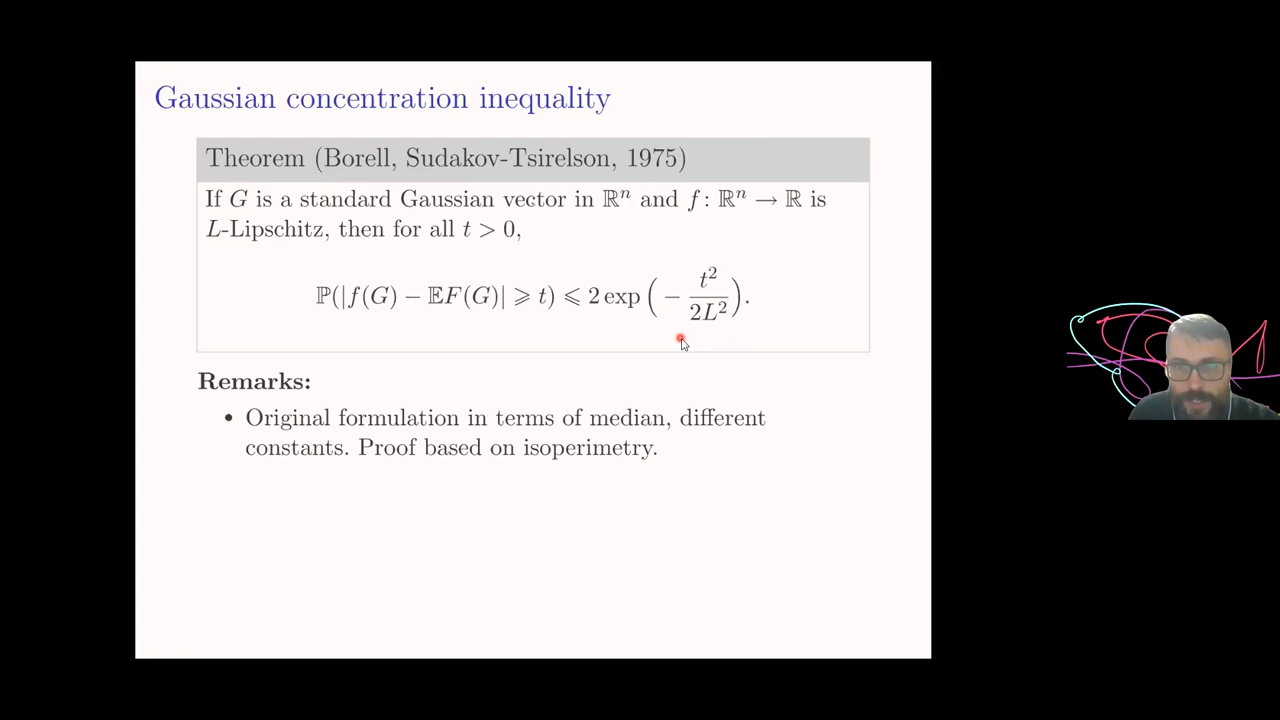 Gaussian concentration inequality
Theorem (Borell, Sudakov-Tsirelson, 1975)
If G is a standard Gaussian vector in ℝⁿ and f: ℝⁿ → ℝ is
L-Lipschitz, then for all t > 0,
ℙ(|f(G) − 𝔼F(G)| ⩾ t) ⩽ 2 exp ( − t²/2L² ).
Remarks:
• Original formulation in terms of median, different
constants. Proof based on isoperimetry.